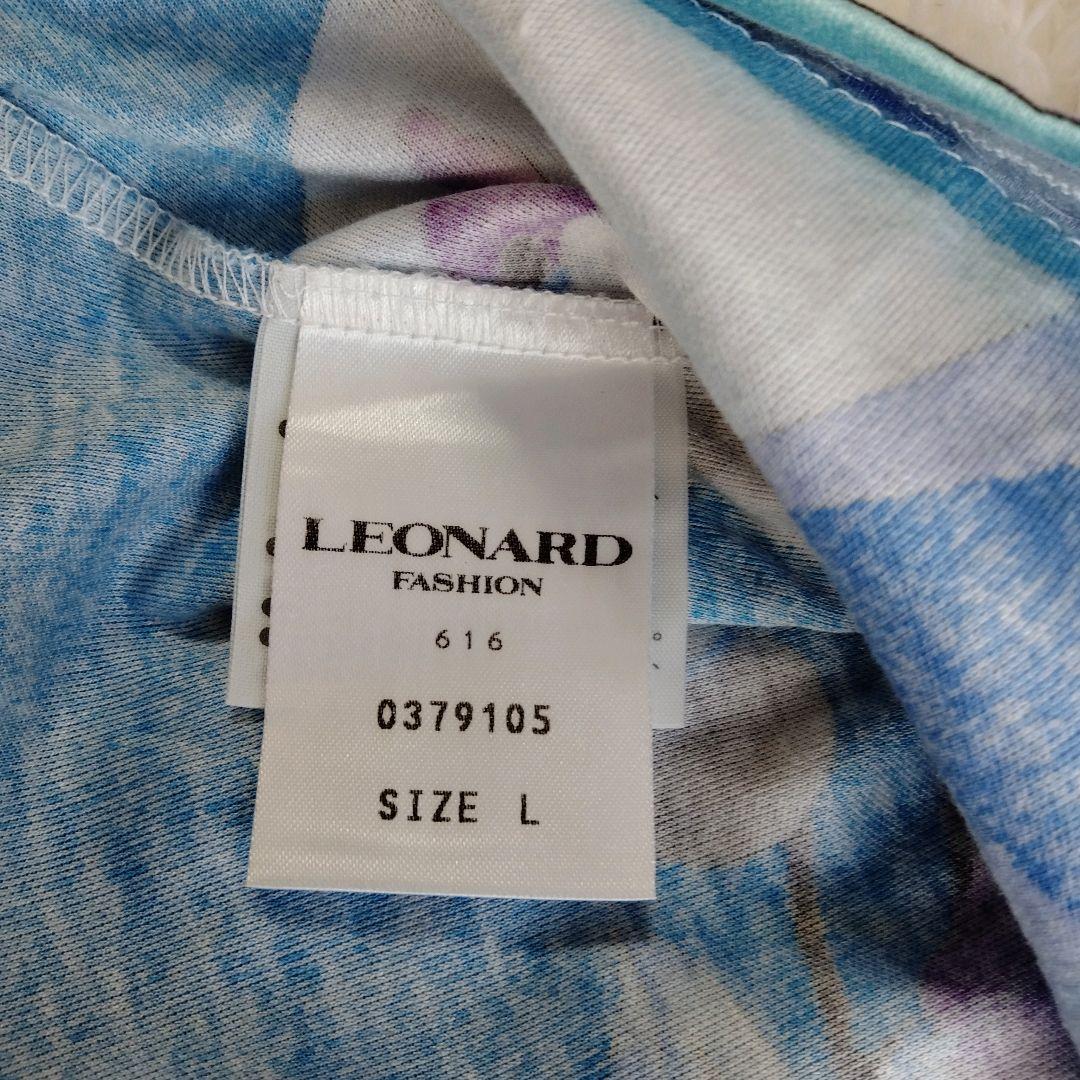 LEONARD
FASHION
616
0379105
SIZE L